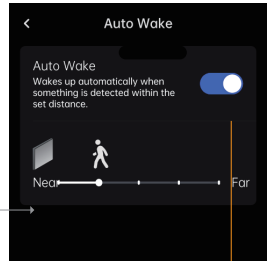 Auto Wake
Auto Wake
Wakes up automatically when
something is detected within the
set distance.
Near
Far